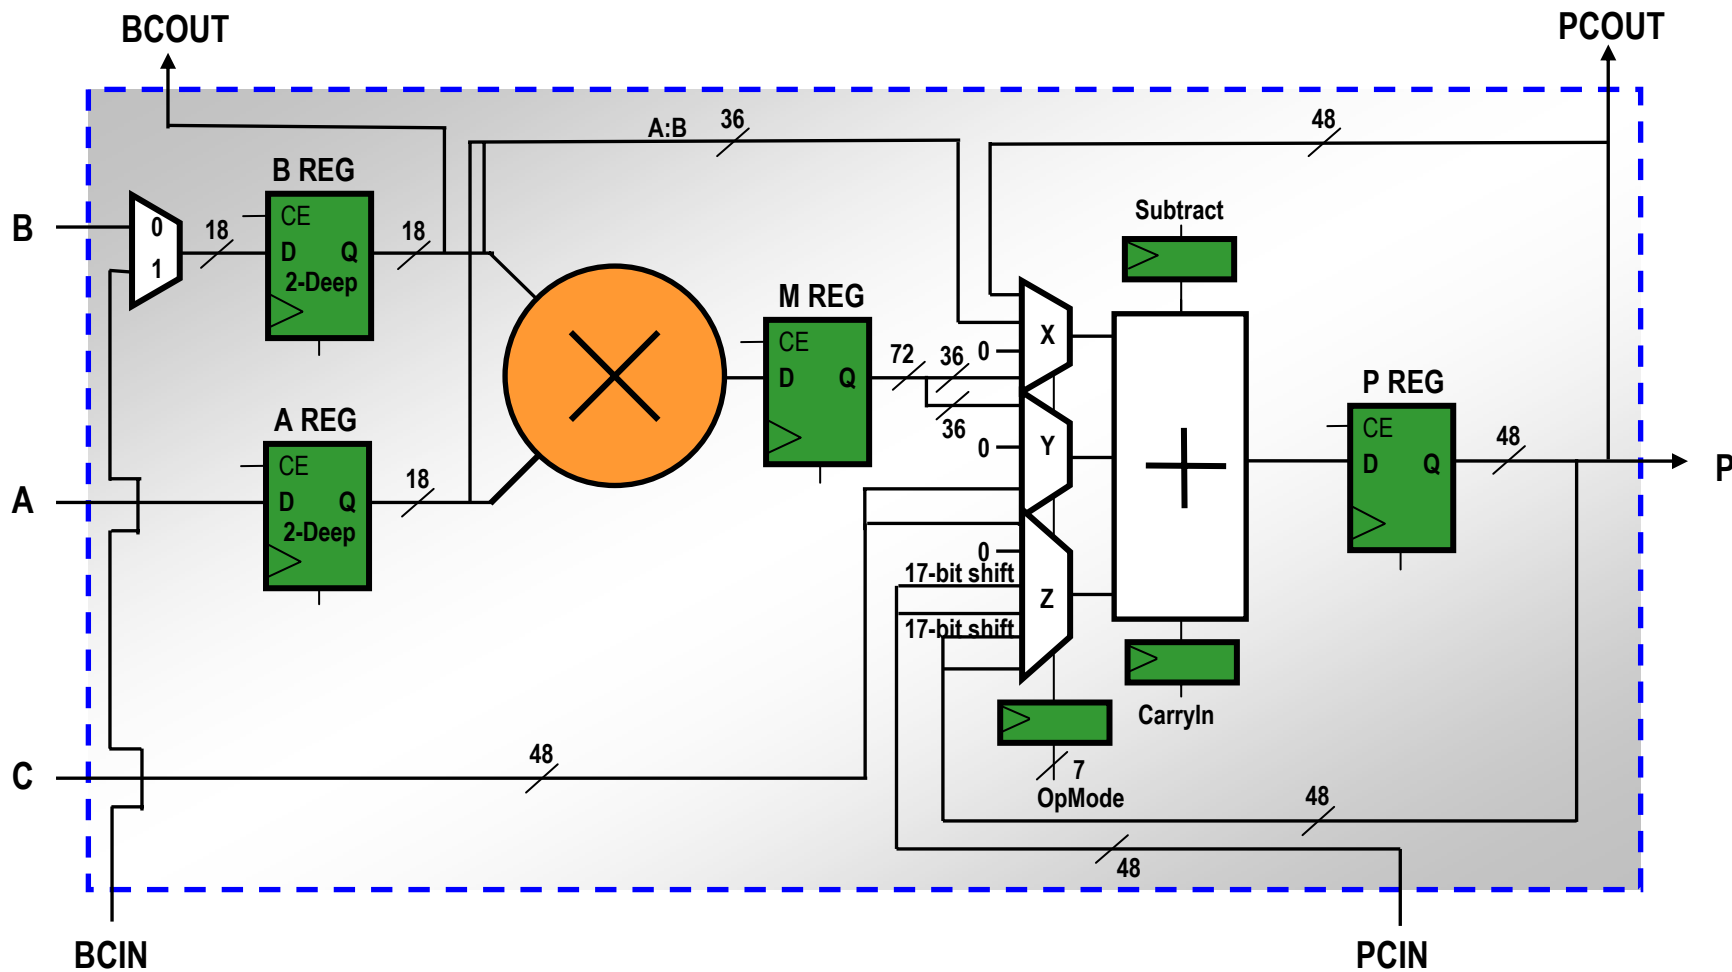 BCOUT
PCOUT
A:B
36
48
B REG
B
0
1
18
CE
D
Q
2-Deep
18
Subtract
M REG
CE
D
Q
72
36
36
X
0
Y
0
P REG
CE
D
Q
48
P
A REG
A
CE
D
Q
2-Deep
18
0
17-bit shift
Z
17-bit shift
CarryIn
C
48
7
OpMode
48
48
BCIN
PCIN